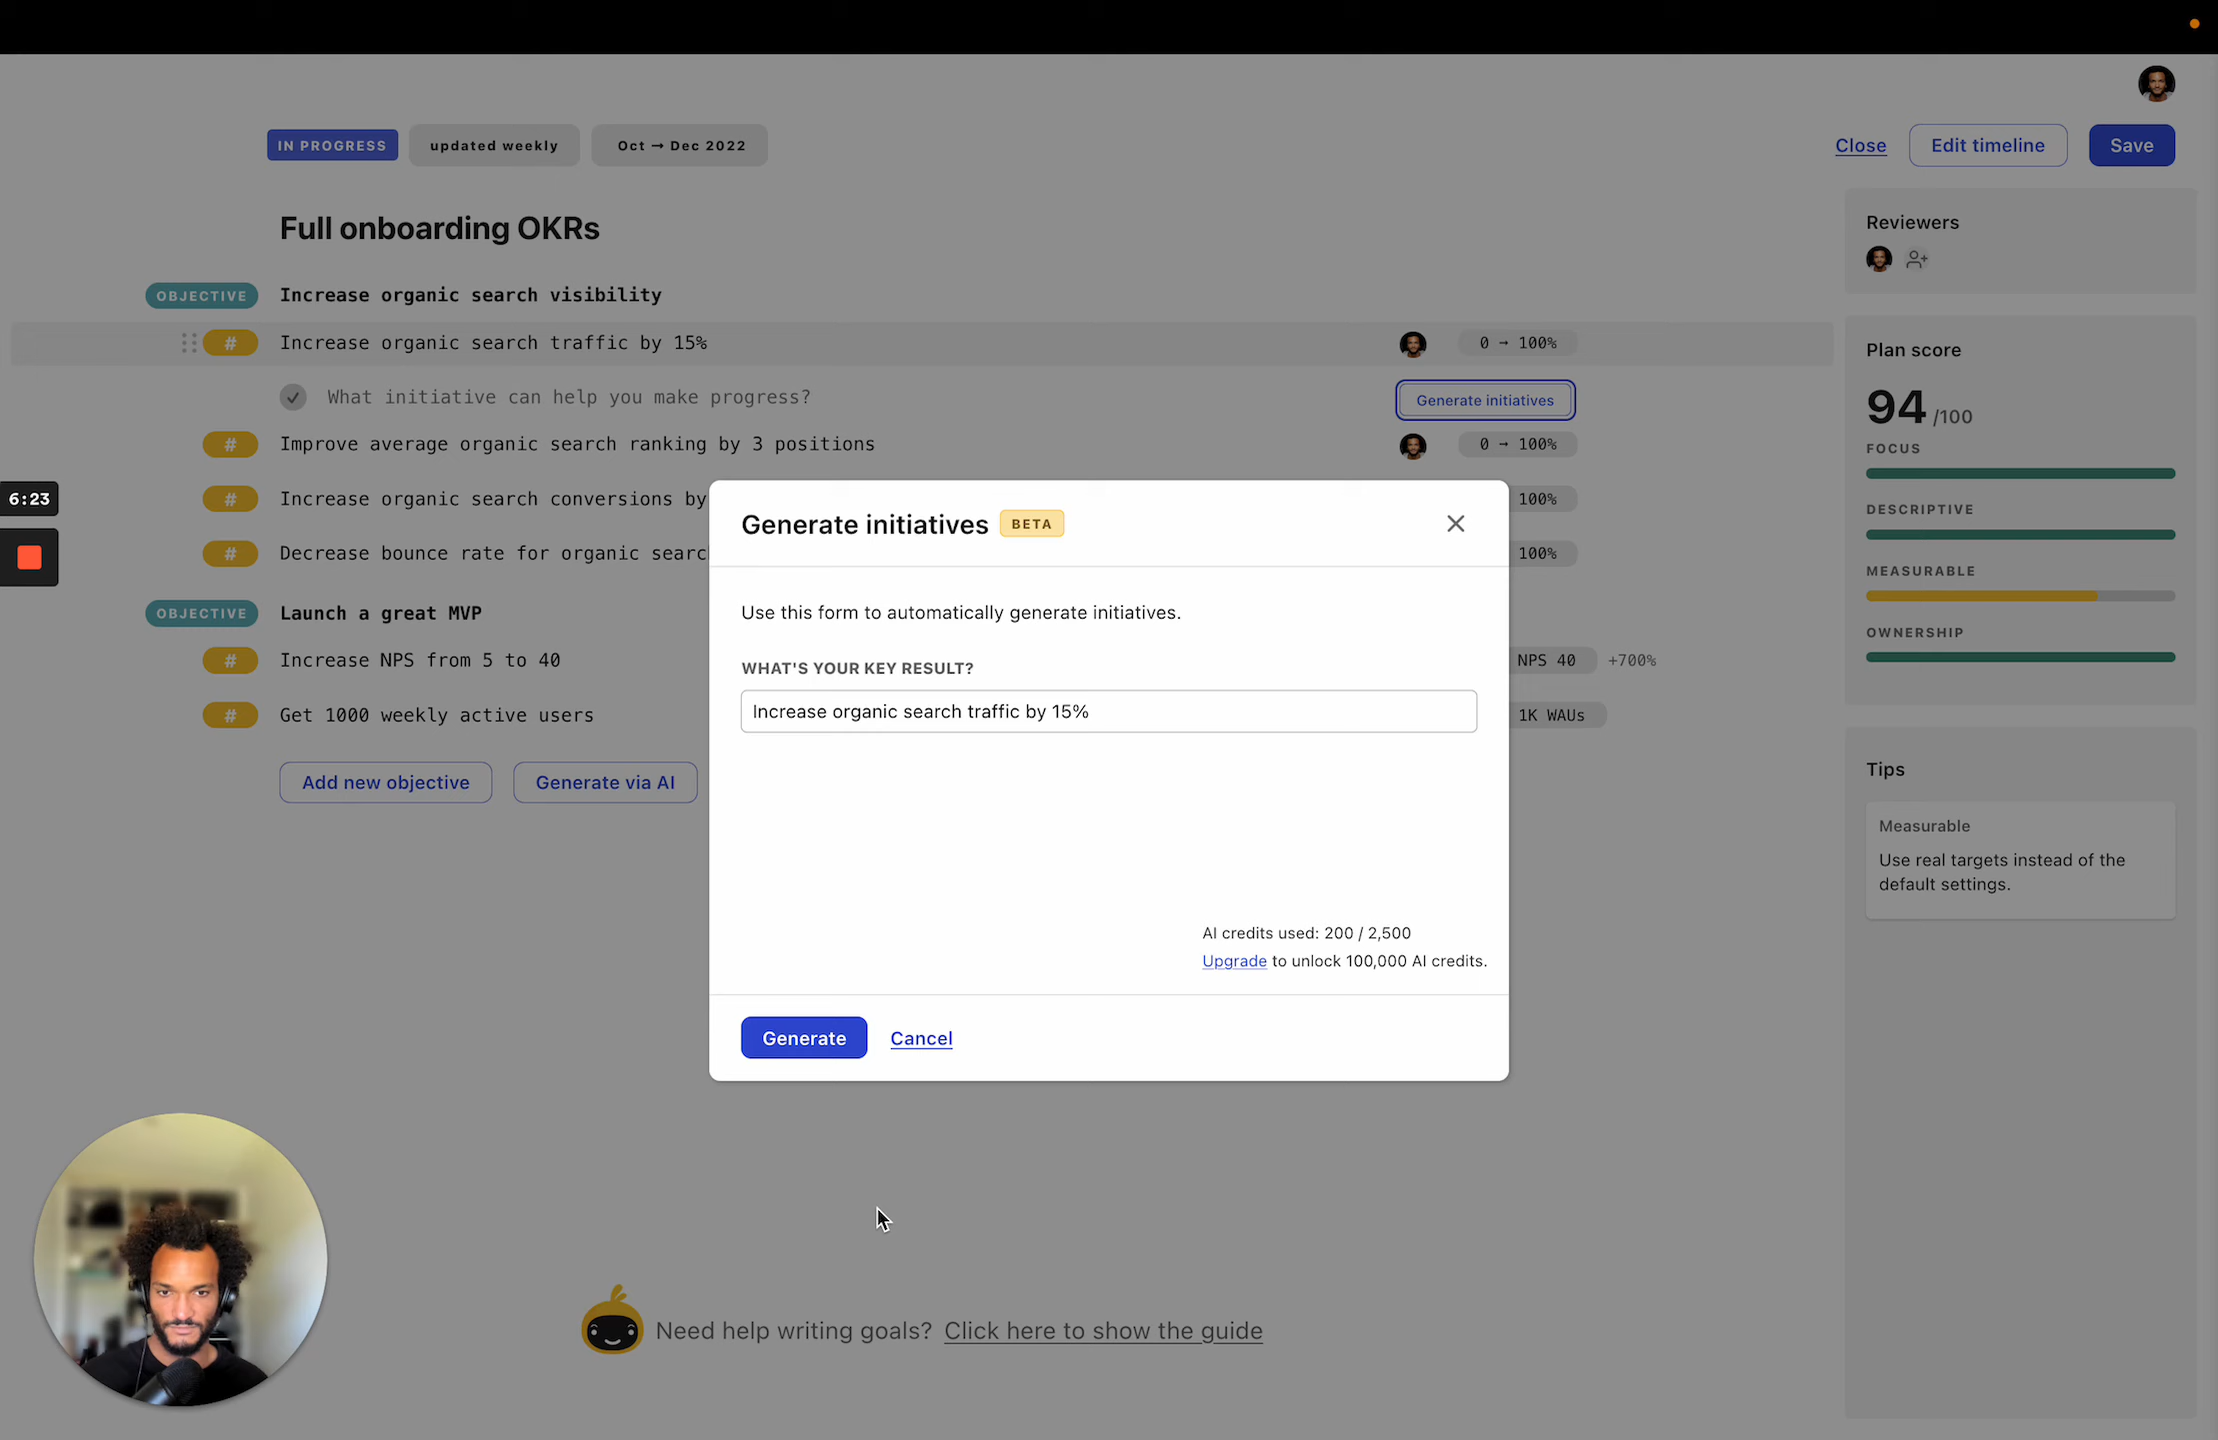 IN PROGRESS updated weekly Oct → Dec 2022 Close Edit timeline Save
Full onboarding OKRs
OBJECTIVE Increase organic search visibility
# Increase organic search traffic by 15% 0 → 100%
What initiative can help you make progress? Generate initiatives
# Improve average organic search ranking by 3 positions 0 → 100%
# Increase organic search conversions by 100%
# Decrease bounce rate for organic searc 100%
OBJECTIVE Launch a great MVP
# Increase NPS from 5 to 40 NPS 40 +700%
# Get 1000 weekly active users 1K WAUs
Add new objective Generate via AI
6:23
Generate initiatives BETA
Use this form to automatically generate initiatives.
WHAT'S YOUR KEY RESULT?
Increase organic search traffic by 15%
AI credits used: 200 / 2,500
Upgrade to unlock 100,000 AI credits.
Generate Cancel
Reviewers
Plan score
94 /100
FOCUS
DESCRIPTIVE
MEASURABLE
OWNERSHIP
Tips
Measurable
Use real targets instead of the
default settings.
Need help writing goals? Click here to show the guide